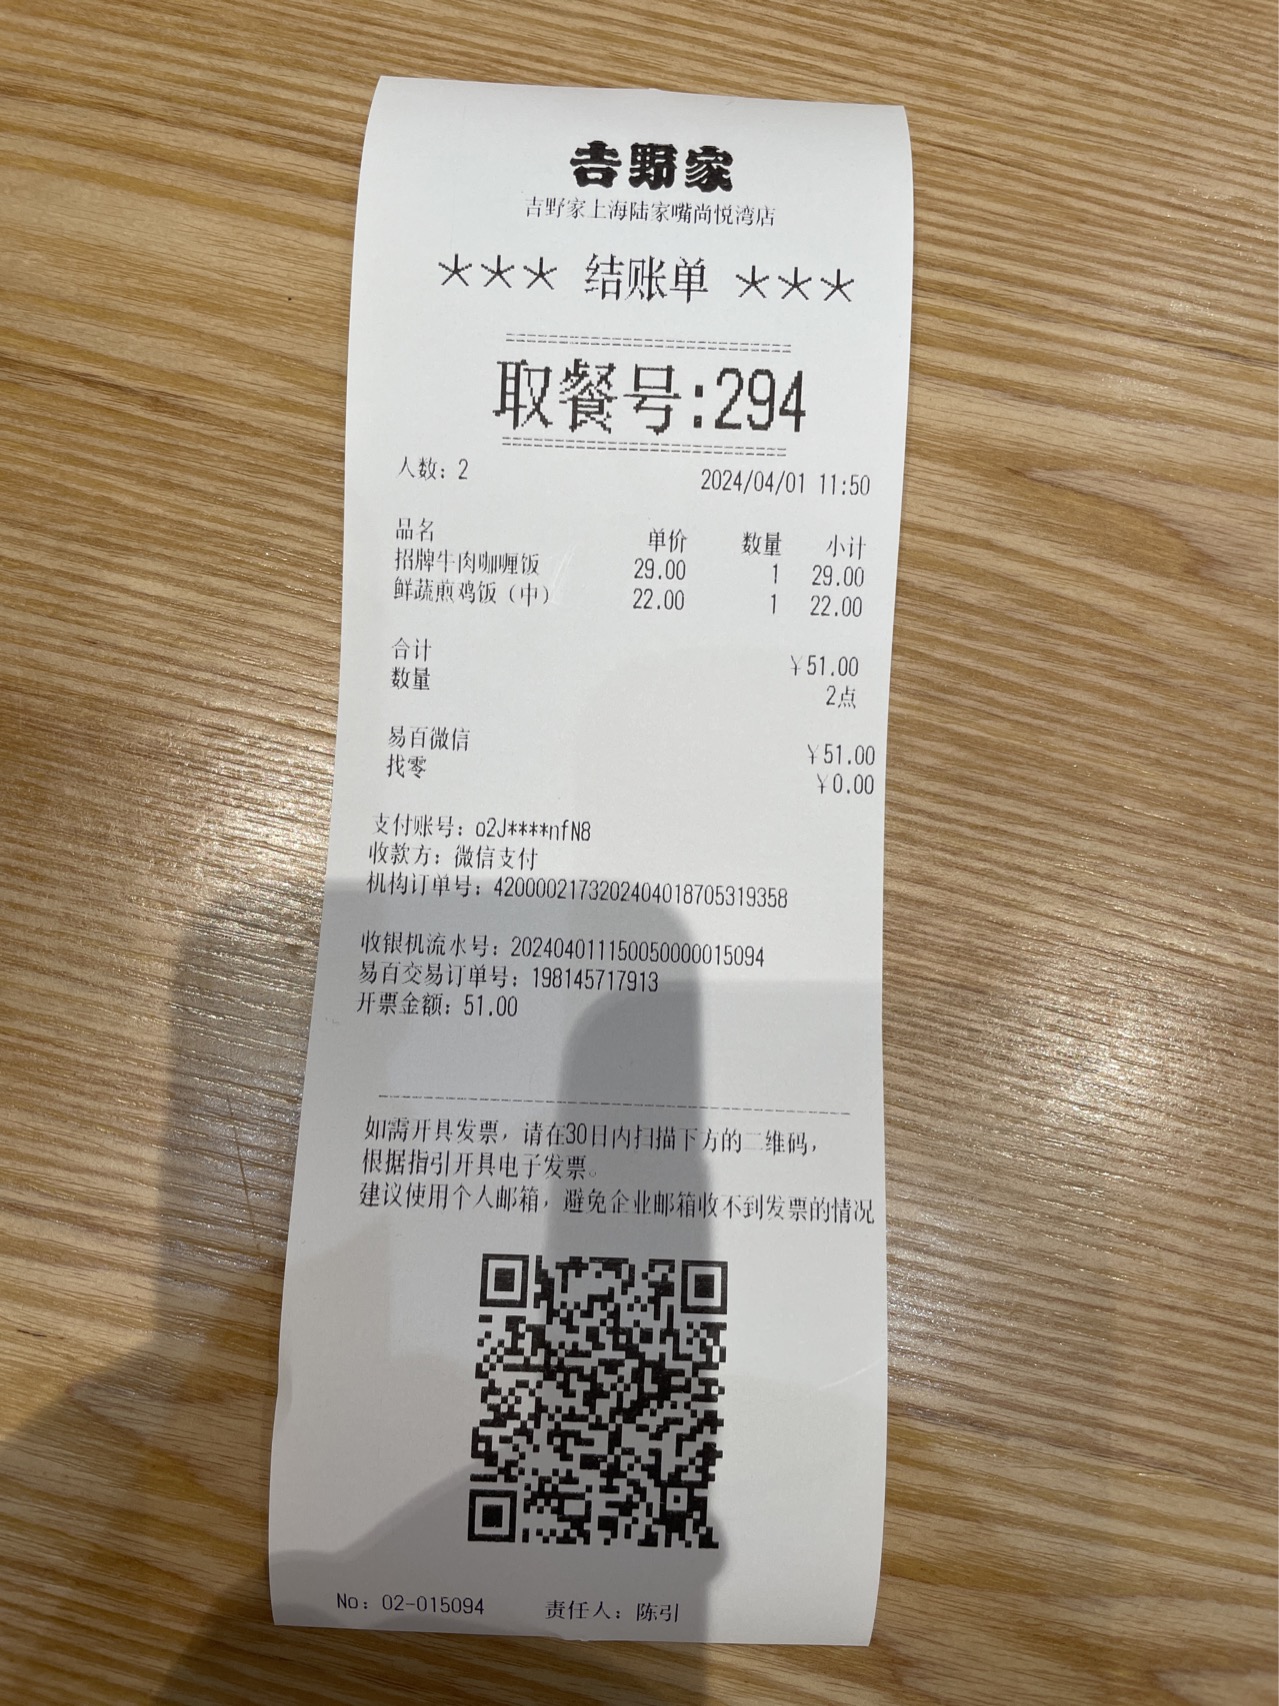 吉野家
吉野家上海陆家嘴尚悦湾店
*** 结账单 ***
========================
取餐号:294
========================
人数: 2 2024/04/01 11:50
品名 单价 数量 小计
招牌牛肉咖喱饭 29.00 1 29.00
鲜蔬煎鸡饭（中） 22.00 1 22.00
合计 ¥51.00
数量 2点
易百微信 ¥51.00
找零 ¥0.00
支付账号: o2J****nfN8
收款方: 微信支付
机构订单号: 4200002173202404018705319358
收银机流水号: 202404011150050000015094
易百交易订单号: 198145717913
开票金额: 51.00
如需开具发票，请在30日内扫描下方的二维码，
根据指引开具电子发票。
建议使用个人邮箱，避免企业邮箱收不到发票的情况
No: 02-015094 责任人: 陈引